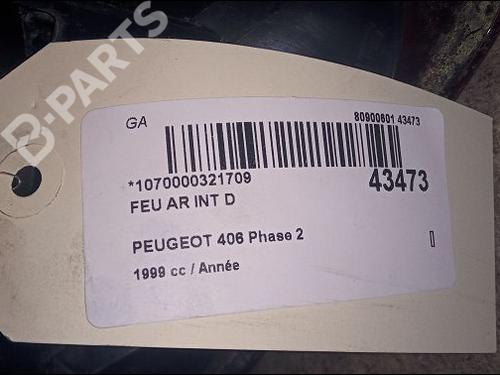 B-PARTS
GA
80900601 43473
*1070000321709
43473
FEU AR INT D
PEUGEOT 406 Phase 2
1999 cc / Année